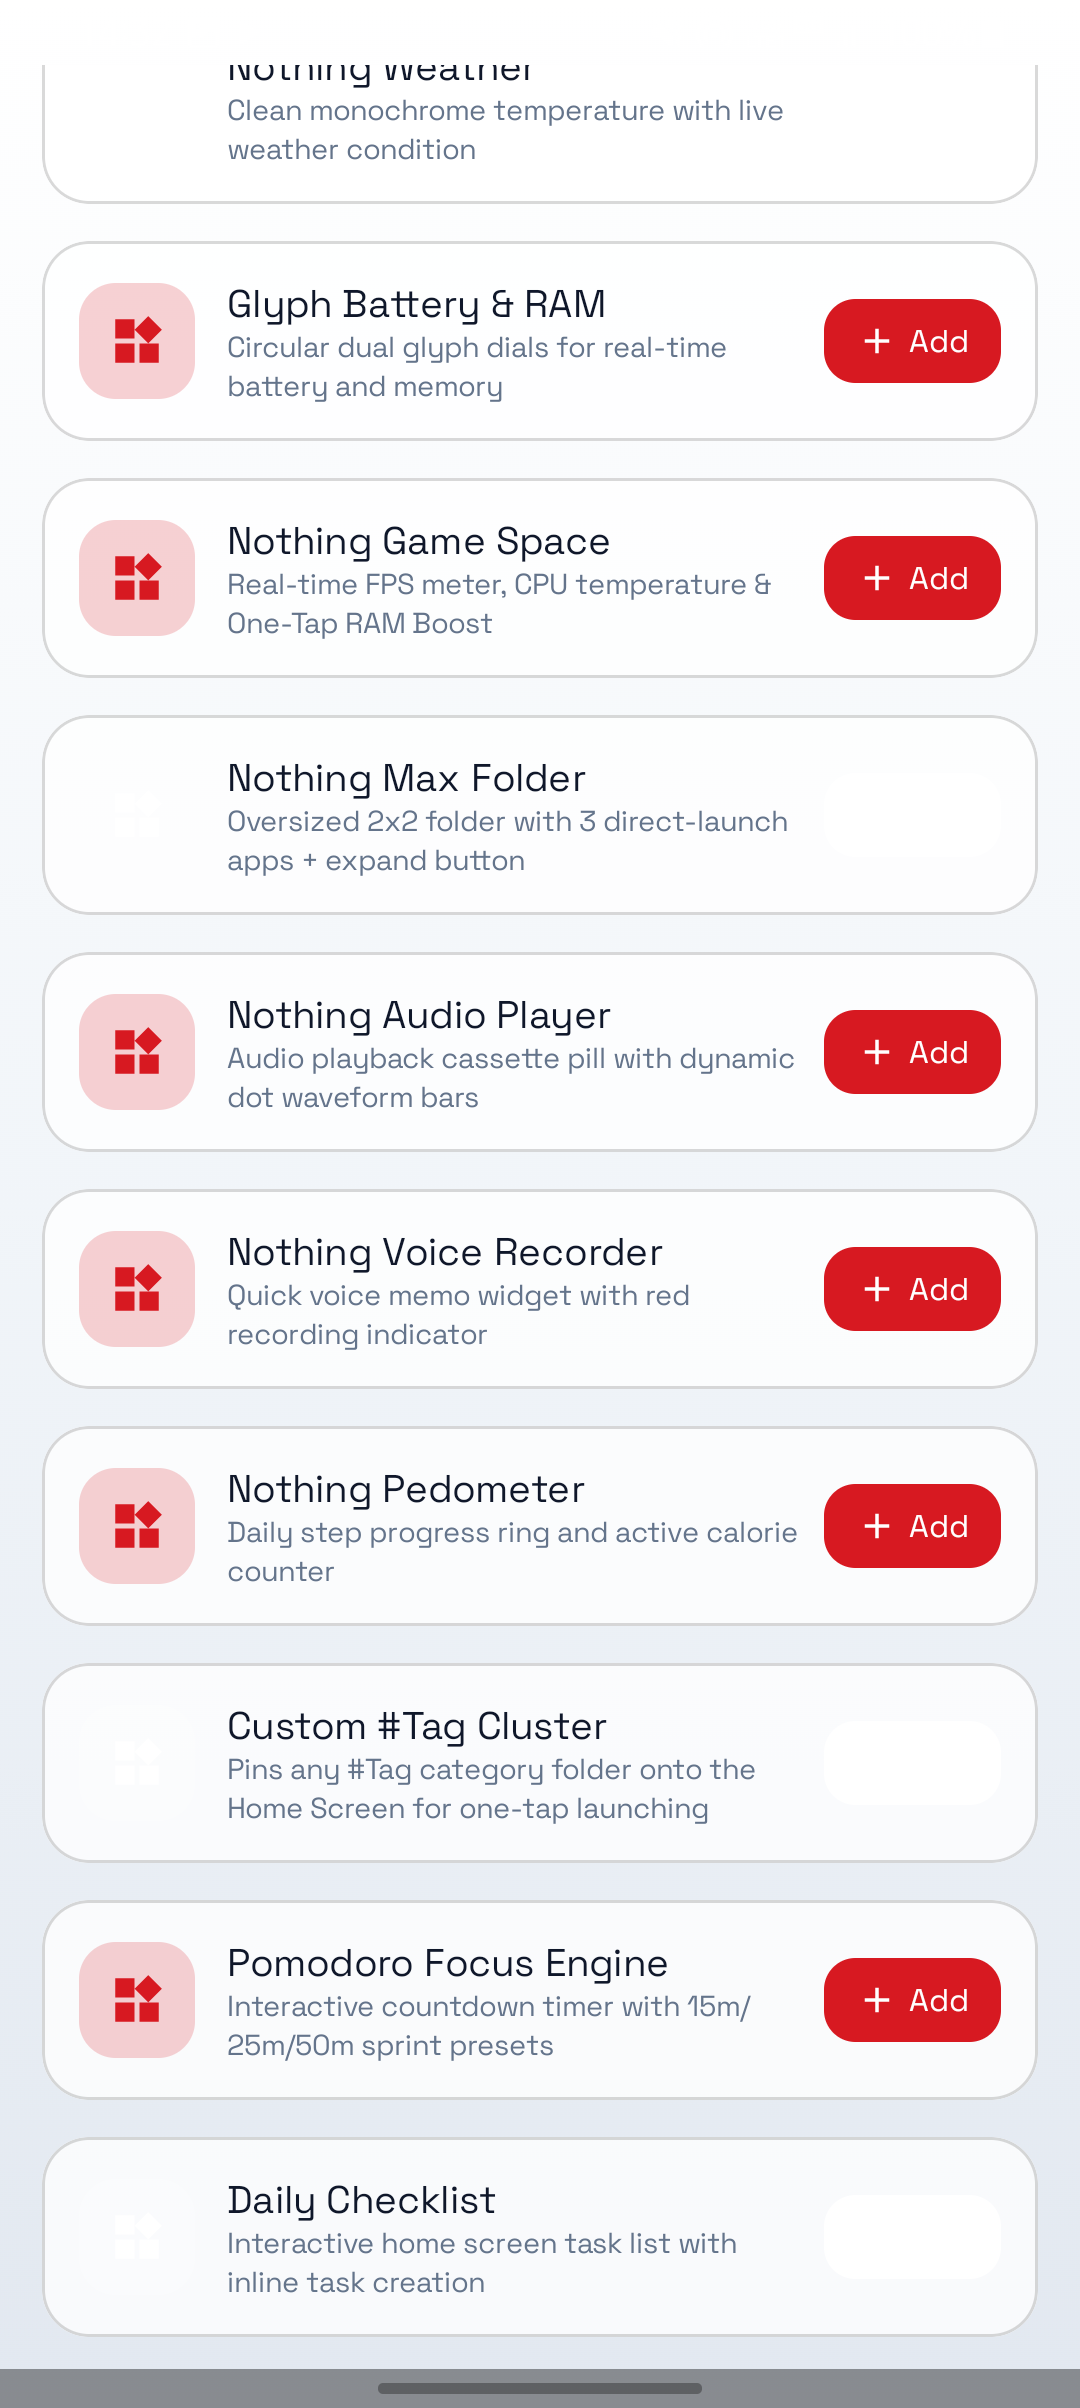 Nothing Weather
Clean monochrome temperature with live
weather condition
Glyph Battery & RAM
Circular dual glyph dials for real-time
battery and memory
+ Add
Nothing Game Space
Real-time FPS meter, CPU temperature &
One-Tap RAM Boost
+ Add
Nothing Max Folder
Oversized 2x2 folder with 3 direct-launch
apps + expand button
Nothing Audio Player
Audio playback cassette pill with dynamic
dot waveform bars
+ Add
Nothing Voice Recorder
Quick voice memo widget with red
recording indicator
+ Add
Nothing Pedometer
Daily step progress ring and active calorie
counter
+ Add
Custom #Tag Cluster
Pins any #Tag category folder onto the
Home Screen for one-tap launching
Pomodoro Focus Engine
Interactive countdown timer with 15m/
25m/50m sprint presets
+ Add
Daily Checklist
Interactive home screen task list with
inline task creation